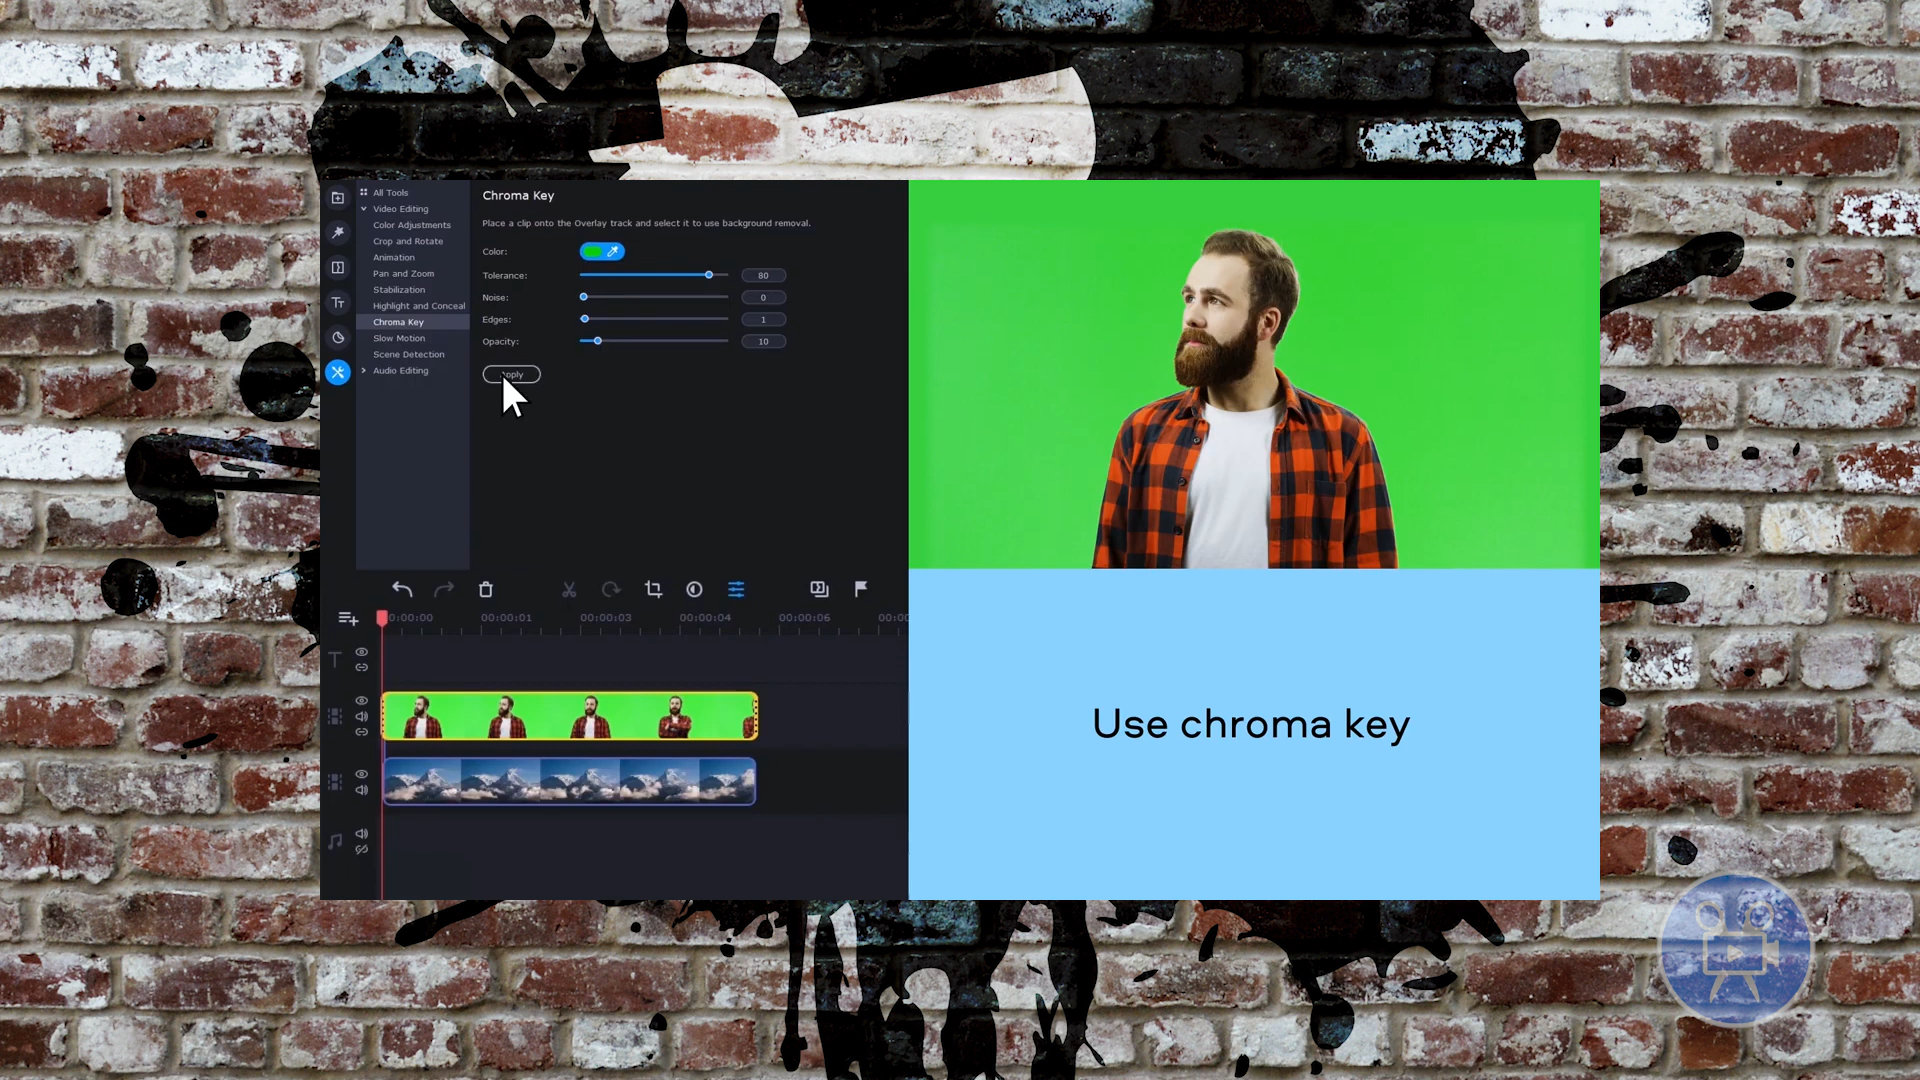 All Tools
Video Editing
Color Adjustments
Crop and Rotate
Animation
Pan and Zoom
Stabilization
Highlight and Conceal
Chroma Key
Slow Motion
Scene Detection
Audio Editing
Chroma Key
Place a clip onto the Overlay track and select it to use background removal.
Color:
Tolerance: 80
Noise: 0
Edges: 1
Opacity: 10
Apply
0:00:00 00:00:01 00:00:03 00:00:04 00:00:06 00:00
Use chroma key